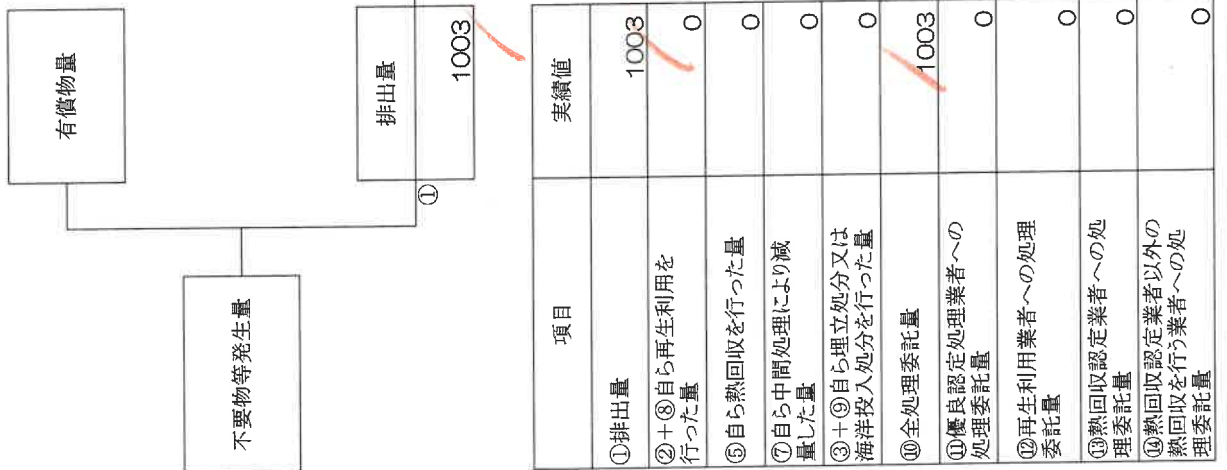 有償物量
不要物等発生量
排出量
①
1003
項目
実績値
①排出量
1003
②+⑧自ら再生利用を
行った量
0
⑤自ら熱回収を行った量
0
⑦自ら中間処理により減
量した量
0
③+⑨自ら埋立処分又は
海洋投入処分を行った量
0
⑩全処理委託量
1003
⑪優良認定処理業者への
処理委託量
0
⑫再生利用業者への処理
委託量
0
⑬熱回収認定業者への処
理委託量
0
⑭熱回収認定業者以外の
熱回収を行う業者への処
理委託量
0